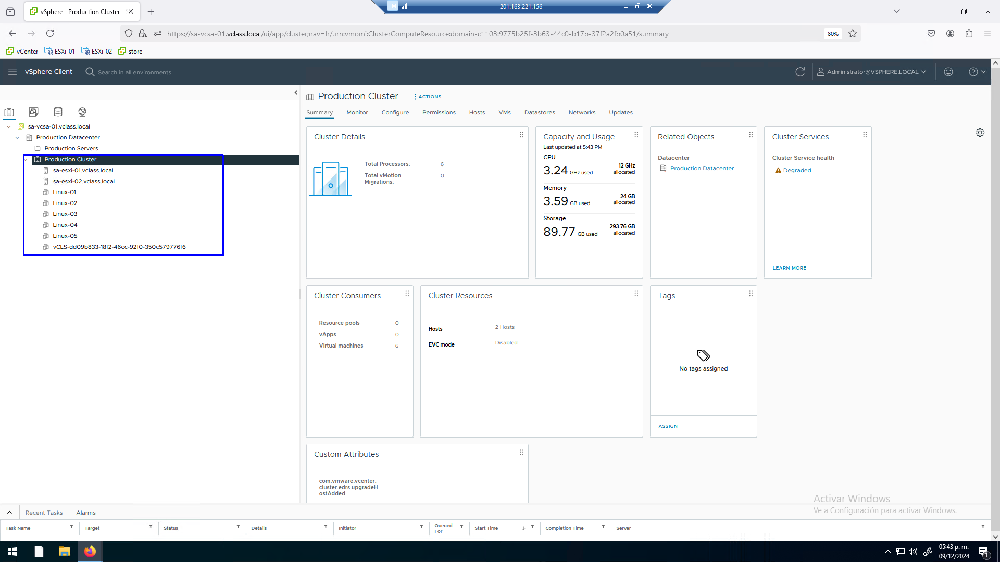 vSphere - Production Cluster -
201.163.221.156
https://sa-vcsa-01.vclass.local/ui/app/cluster;nav=h/urn:vmomi:ClusterComputeResource:domain-c1103:9775b25f-3b63-44c0-b17b-37f2a2fb0a51/summary
80%
vCenter ESXi-01 ESXi-02 store
vSphere Client
Search in all environments
Administrator@VSPHERE.LOCAL
sa-vcsa-01.vclass.local
Production Datacenter
Production Servers
Production Cluster
sa-esxi-01.vclass.local
sa-esxi-02.vclass.local
Linux-01
Linux-02
Linux-03
Linux-04
Linux-05
vCLS-dd09b833-18f2-46cc-92f0-350c579776f6
Production Cluster
ACTIONS
Summary Monitor Configure Permissions Hosts VMs Datastores Networks Updates
Cluster Details
Total Processors: 6
Total vMotion
Migrations: 0
Capacity and Usage
Last updated at 5:43 PM
CPU
3.24 GHz used
12 GHz
allocated
Memory
3.59 GB used
24 GB
allocated
Storage
89.77 GB used
293.76 GB
allocated
Related Objects
Datacenter
Production Datacenter
Cluster Services
Cluster Service health
Degraded
LEARN MORE
Cluster Consumers
Resource pools 0
vApps 0
Virtual machines 6
Cluster Resources
Hosts 2 Hosts
EVC mode Disabled
Tags
No tags assigned
ASSIGN
Custom Attributes
com.vmware.vcenter.
cluster.edrs.upgradeH
ostAdded
Activar Windows
Ve a Configuración para activar Windows.
Recent Tasks Alarms
Task Name Target Status Details Initiator Queued For Start Time Completion Time Server
05:43 p. m.
09/12/2024
1